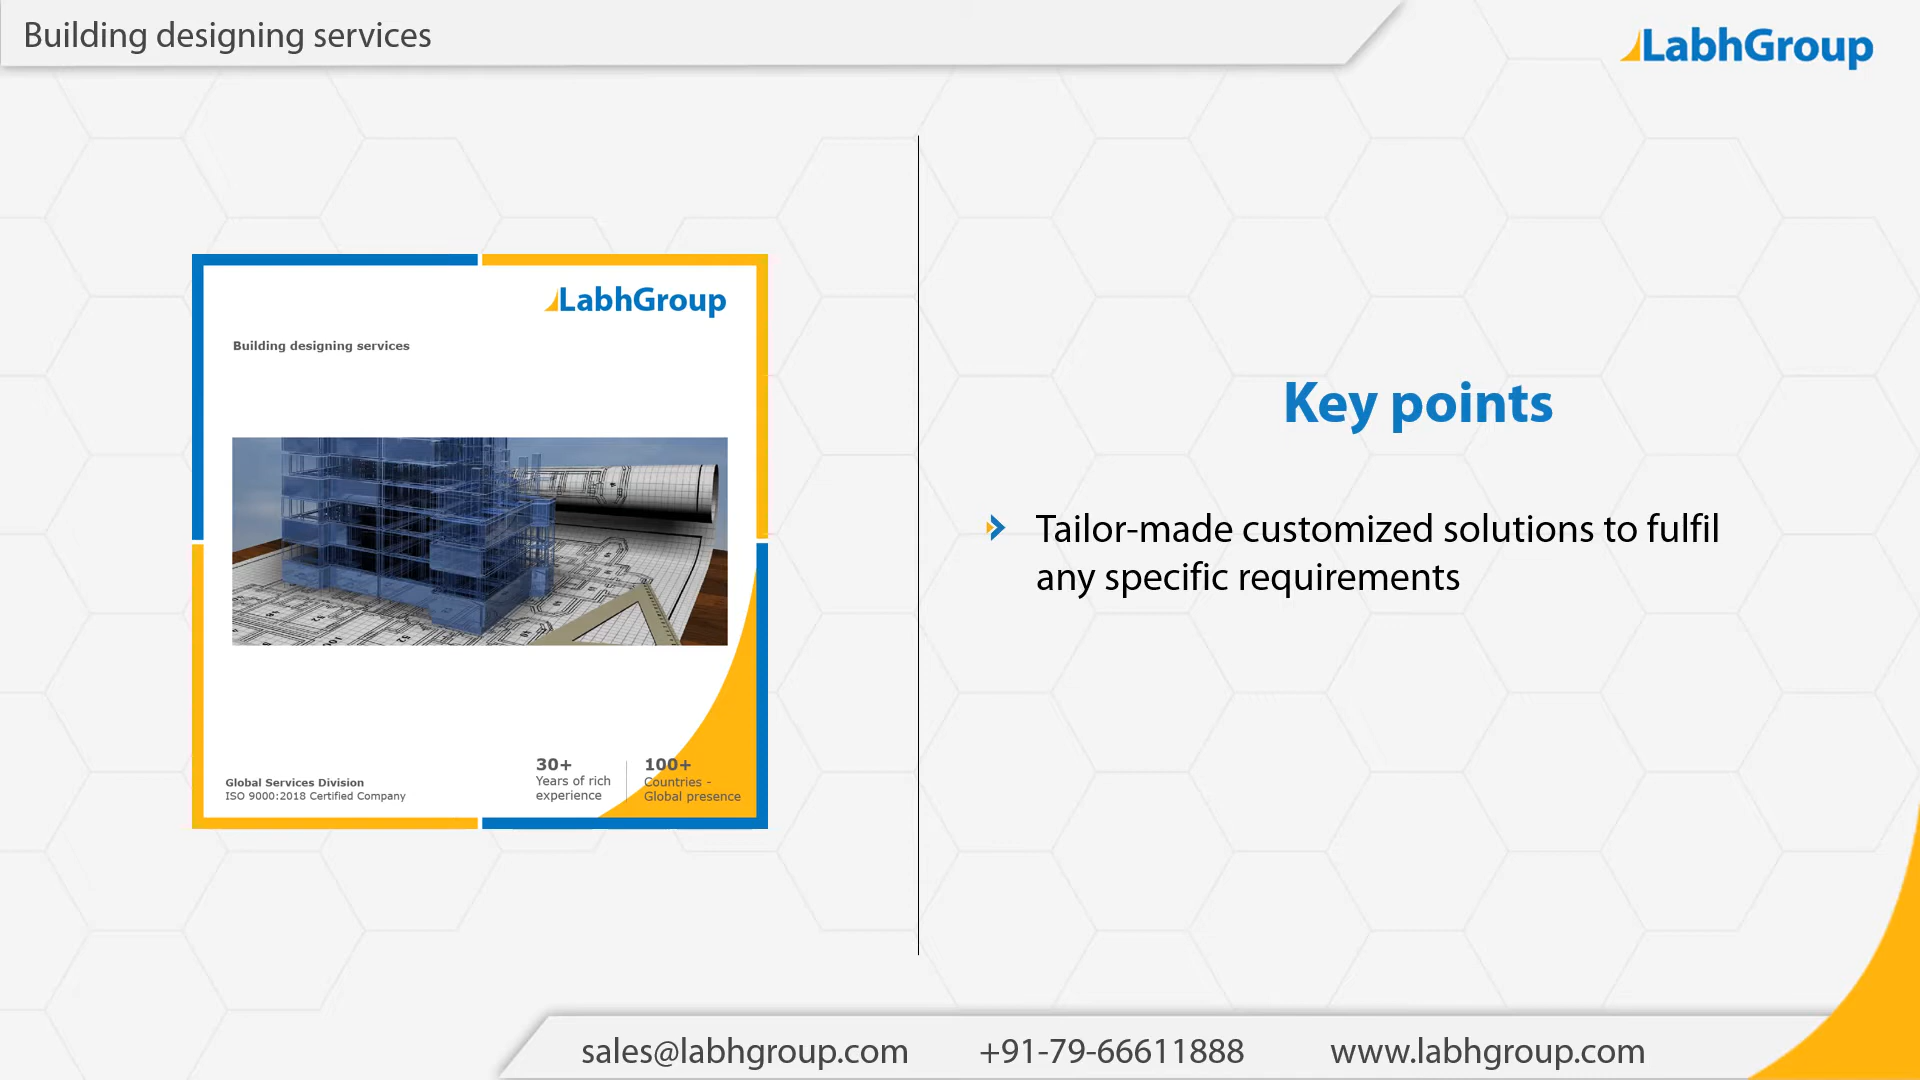 Building designing services
LabhGroup
LabhGroup
Building designing services
30+
Years of rich
experience
100+
Countries -
Global presence
Global Services Division
ISO 9000:2018 Certified Company
Key points
Tailor-made customized solutions to fulfil
any specific requirements
sales@labhgroup.com
+91-79-66611888
www.labhgroup.com